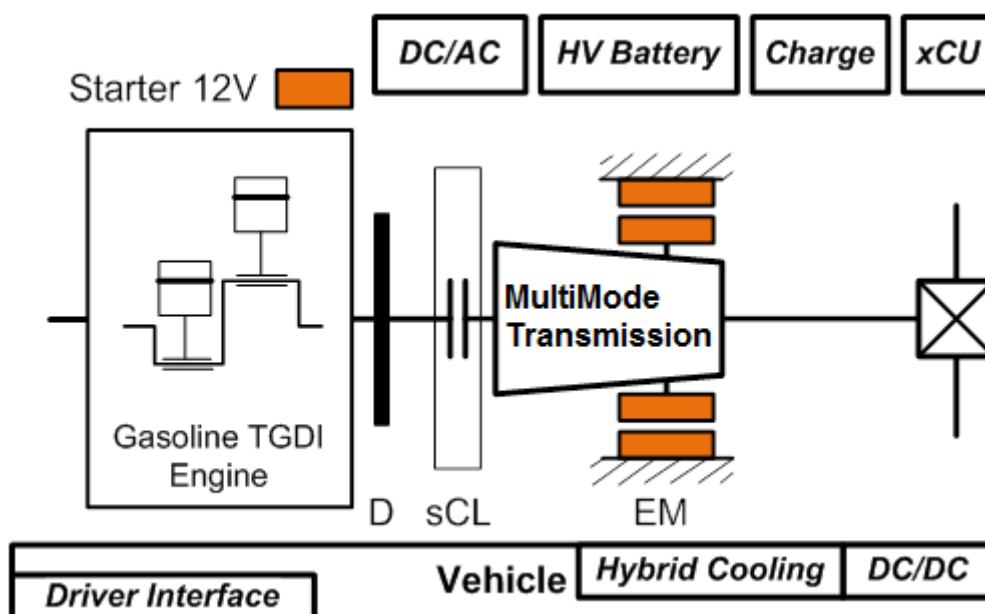 DC/AC
HV Battery
Charge
xCU
Starter 12V
MultiMode
Transmission
Gasoline TGDI
Engine
D
sCL
EM
Vehicle
Hybrid Cooling
DC/DC
Driver Interface